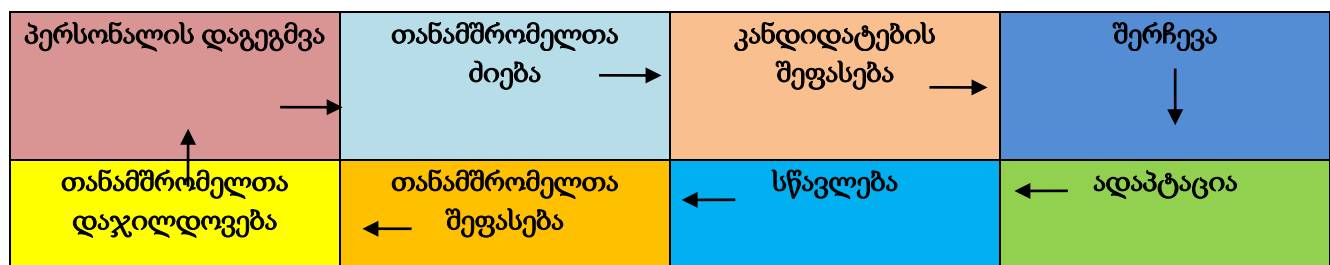 პერსონალის დაგეგმვა
თანამშრომელთა
ძიება
კანდიდატების
შეფასება
შერჩევა
თანამშრომელთა
დაჯილდოვება
თანამშრომელთა
შეფასება
სწავლება
ადაპტაცია